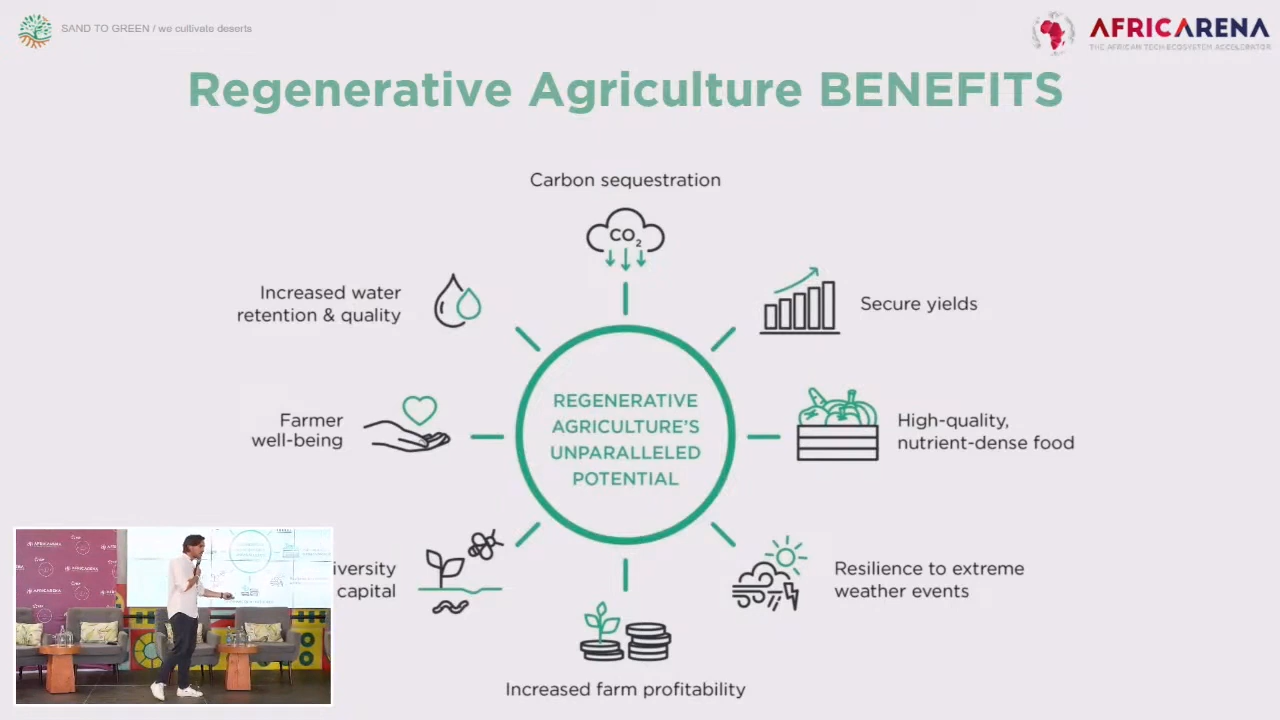 SAND TO GREEN / we cultivate deserts
AFRICARENA
THE AFRICAN TECH ECOSYSTEM ACCELERATOR
Regenerative Agriculture BENEFITS
Carbon sequestration
CO2
Increased water
retention & quality
Secure yields
Farmer
well-being
REGENERATIVE
AGRICULTURE'S
UNPARALLELED
POTENTIAL
High-quality,
nutrient-dense food
capital
Resilience to extreme
weather events
Increased farm profitability
AFRICARENA
AFRICARENA